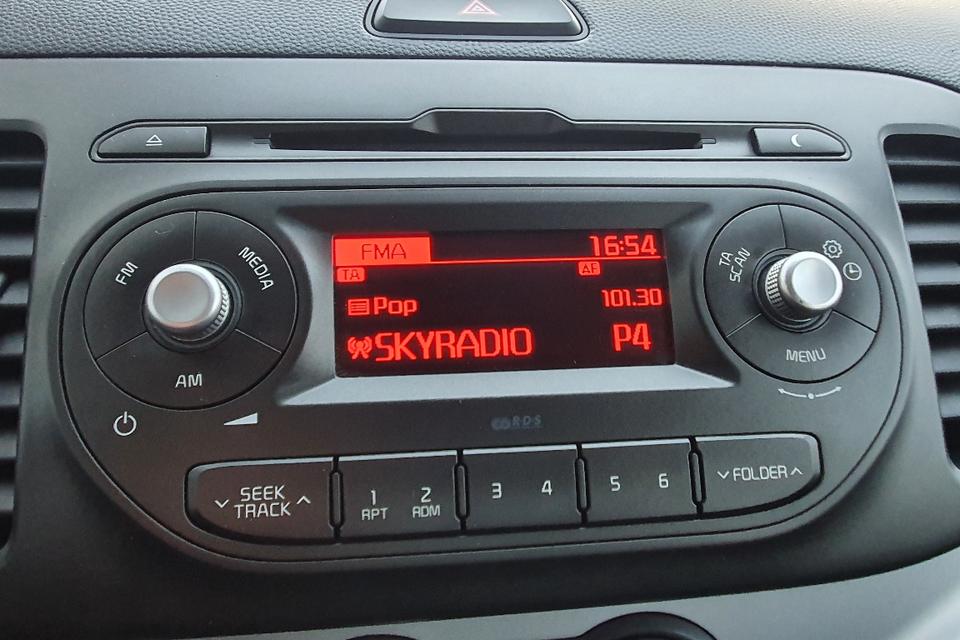 FM
MEDIA
AM
FMA 16:54
TA AF
Pop 101.30
SKYRADIO P4
TA
SCAN
MENU
RDS
SEEK
TRACK
1 2
RPT RDM
3 4
5 6
FOLDER